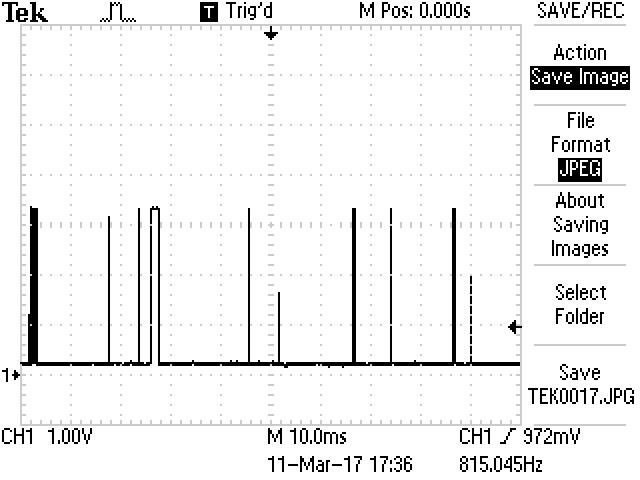 Tek T Trig'd M Pos: 0.000s SAVE/REC
Action
Save Image
File
Format
JPEG
About
Saving
Images
Select
Folder
Save
TEK0017.JPG
1
CH1 1.00V M 10.0ms CH1 972mV
11-Mar-17 17:36 815.045Hz